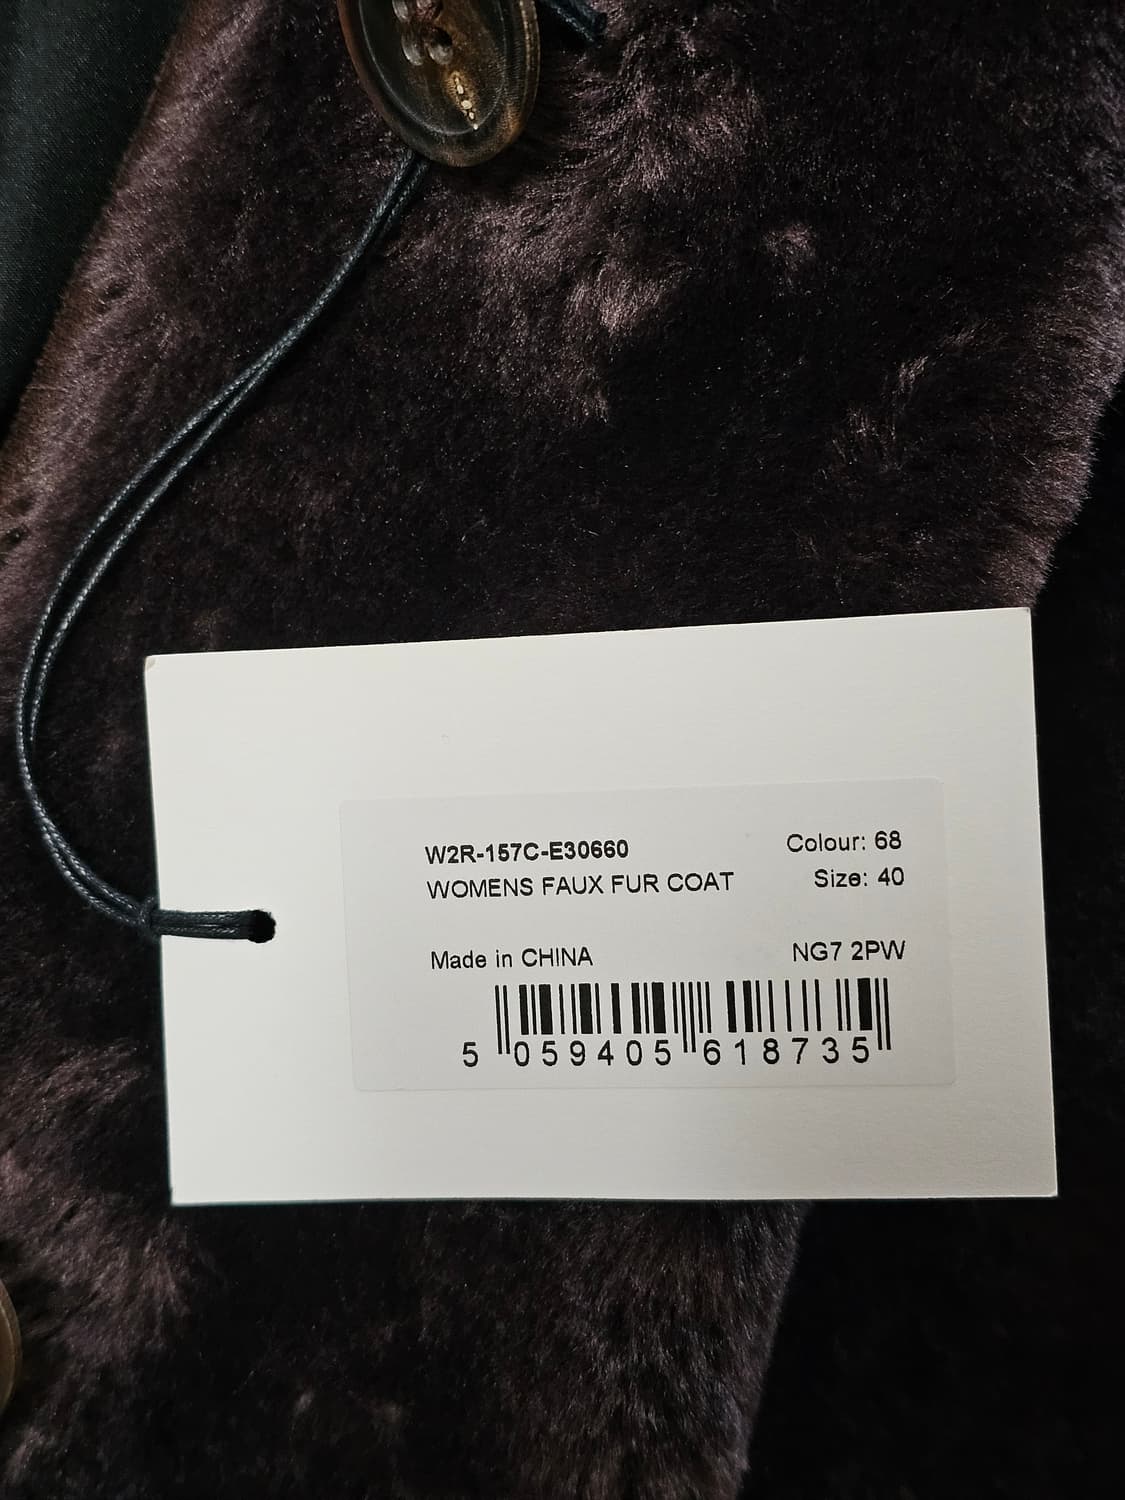 W2R-157C-E30660 Colour: 68
WOMENS FAUX FUR COAT Size: 40
Made in CHINA NG7 2PW
5 059405 618735